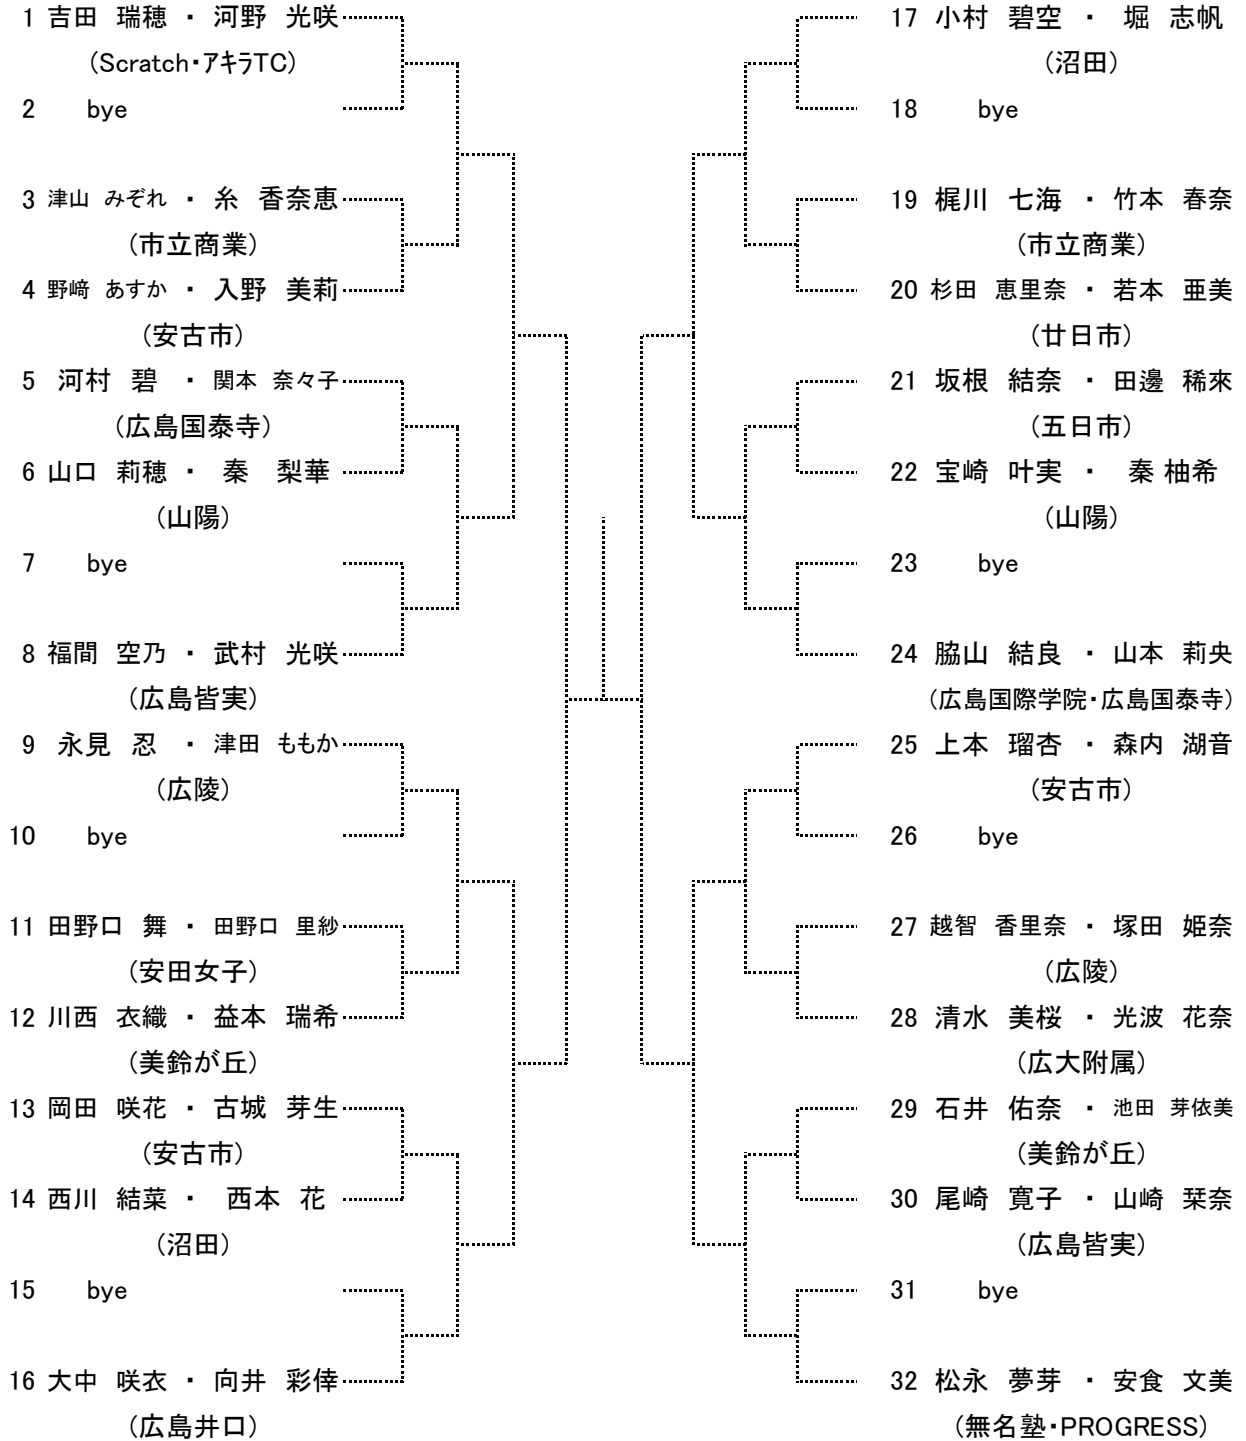 1 吉田 瑞穂 ・ 河野 光咲
(Scratch・アキラTC)
2 bye
3 津山 みぞれ ・ 糸 香奈恵
(市立商業)
4 野﨑 あすか ・ 入野 美莉
(安古市)
5 河村 碧 ・ 関本 奈々子
(広島国泰寺)
6 山口 莉穂 ・ 秦 梨華
(山陽)
7 bye
8 福間 空乃 ・ 武村 光咲
(広島皆実)
9 永見 忍 ・ 津田 ももか
(広陵)
10 bye
11 田野口 舞 ・ 田野口 里紗
(安田女子)
12 川西 衣織 ・ 益本 瑞希
(美鈴が丘)
13 岡田 咲花 ・ 古城 芽生
(安古市)
14 西川 結菜 ・ 西本 花
(沼田)
15 bye
16 大中 咲衣 ・ 向井 彩倖
(広島井口)
17 小村 碧空 ・ 堀 志帆
(沼田)
18 bye
19 梶川 七海 ・ 竹本 春奈
(市立商業)
20 杉田 恵里奈 ・ 若本 亜美
(廿日市)
21 坂根 結奈 ・ 田邊 稀來
(五日市)
22 宝崎 叶実 ・ 秦 柚希
(山陽)
23 bye
24 脇山 結良 ・ 山本 莉央
(広島国際学院・広島国泰寺)
25 上本 瑠杏 ・ 森内 湖音
(安古市)
26 bye
27 越智 香里奈 ・ 塚田 姫奈
(広陵)
28 清水 美桜 ・ 光波 花奈
(広大附属)
29 石井 佑奈 ・ 池田 芽依美
(美鈴が丘)
30 尾崎 寛子 ・ 山崎 栞奈
(広島皆実)
31 bye
32 松永 夢芽 ・ 安食 文美
(無名塾・PROGRESS)